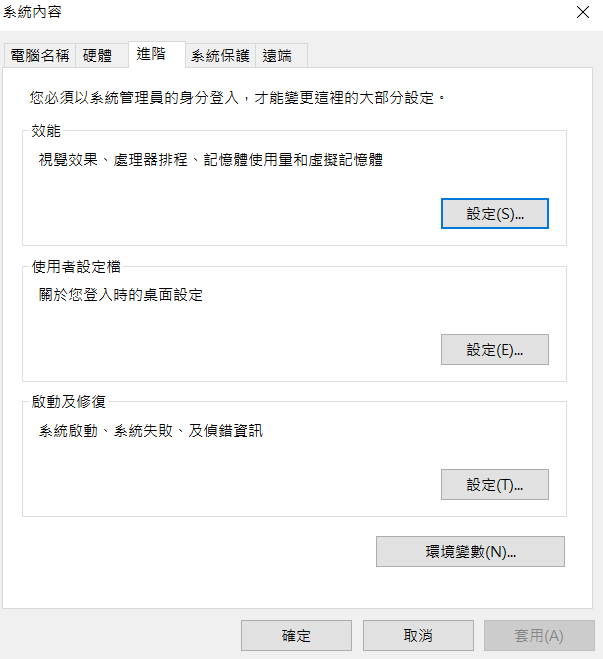 系統內容
電腦名稱 硬體 進階 系統保護 遠端
您必須以系統管理員的身分登入，才能變更這裡的大部分設定。
效能
視覺效果、處理器排程、記憶體使用量和虛擬記憶體
設定(S)...
使用者設定檔
關於您登入時的桌面設定
設定(E)...
啟動及修復
系統啟動、系統失敗、及偵錯資訊
設定(T)...
環境變數(N)...
確定 取消 套用(A)